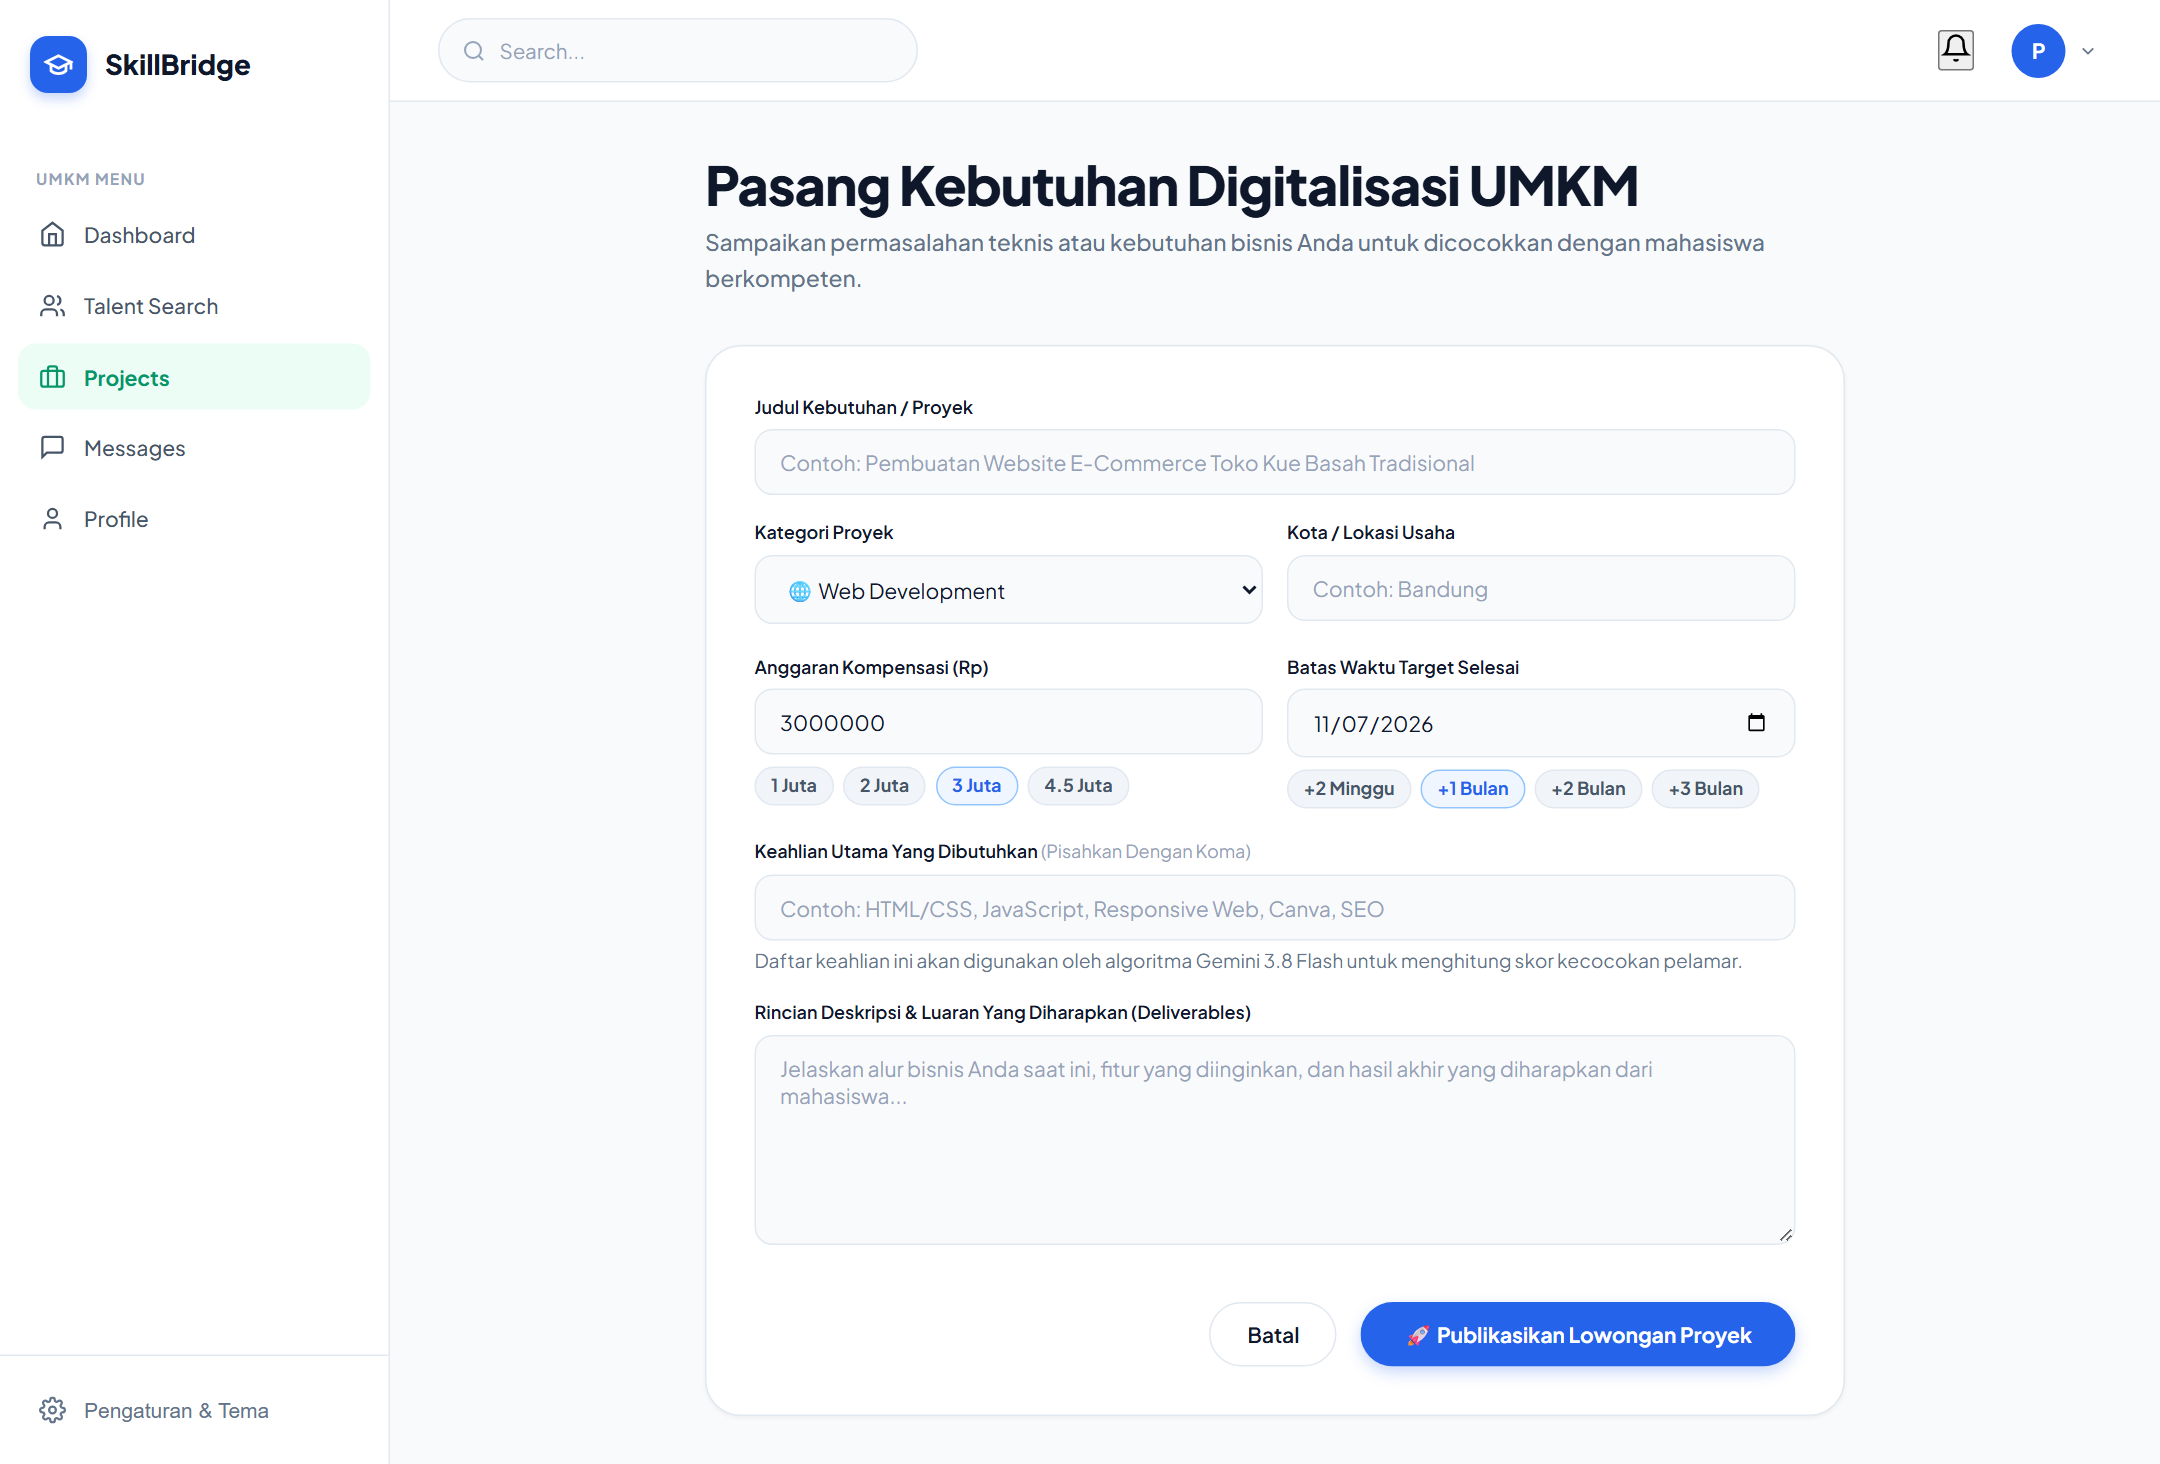 SkillBridge
Search...
P
UMKM MENU
Dashboard
Talent Search
Projects
Messages
Profile
Pengaturan & Tema
Pasang Kebutuhan Digitalisasi UMKM
Sampaikan permasalahan teknis atau kebutuhan bisnis Anda untuk dicocokkan dengan mahasiswa
berkompeten.
Judul Kebutuhan / Proyek
Contoh: Pembuatan Website E-Commerce Toko Kue Basah Tradisional
Kategori Proyek
🌐 Web Development
Kota / Lokasi Usaha
Contoh: Bandung
Anggaran Kompensasi (Rp)
3000000
1 Juta 2 Juta 3 Juta 4.5 Juta
Batas Waktu Target Selesai
11/07/2026
+2 Minggu +1 Bulan +2 Bulan +3 Bulan
Keahlian Utama Yang Dibutuhkan (Pisahkan Dengan Koma)
Contoh: HTML/CSS, JavaScript, Responsive Web, Canva, SEO
Daftar keahlian ini akan digunakan oleh algoritma Gemini 3.8 Flash untuk menghitung skor kecocokan pelamar.
Rincian Deskripsi & Luaran Yang Diharapkan (Deliverables)
Jelaskan alur bisnis Anda saat ini, fitur yang diinginkan, dan hasil akhir yang diharapkan dari
mahasiswa...
Batal
🚀 Publikasikan Lowongan Proyek